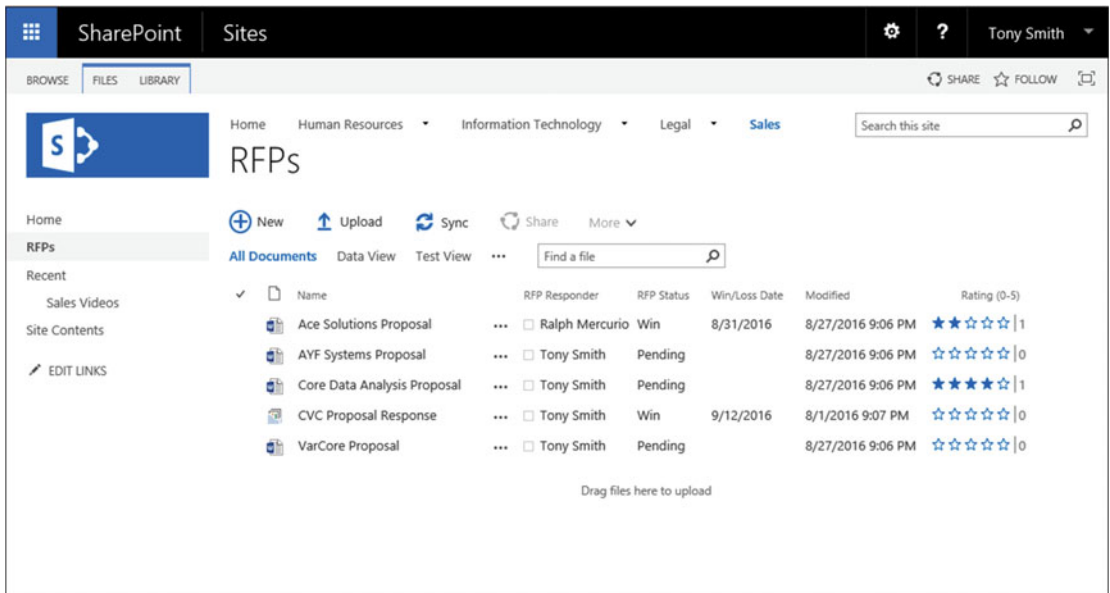 SharePoint Sites ? Tony Smith
BROWSE FILES LIBRARY SHARE FOLLOW
S
Home Human Resources Information Technology Legal Sales Search this site
RFPs
Home
RFPs
Recent
Sales Videos
Site Contents
EDIT LINKS
New Upload Sync Share More
All Documents Data View Test View ••• Find a file
Name RFP Responder RFP Status Win/Loss Date Modified Rating (0-5)
Ace Solutions Proposal ••• Ralph Mercurio Win 8/31/2016 8/27/2016 9:06 PM 1
AYF Systems Proposal ••• Tony Smith Pending 8/27/2016 9:06 PM 0
Core Data Analysis Proposal ••• Tony Smith Pending 8/27/2016 9:06 PM 1
CVC Proposal Response ••• Tony Smith Win 9/12/2016 8/1/2016 9:07 PM 0
VarCore Proposal ••• Tony Smith Pending 8/27/2016 9:06 PM 0
Drag files here to upload